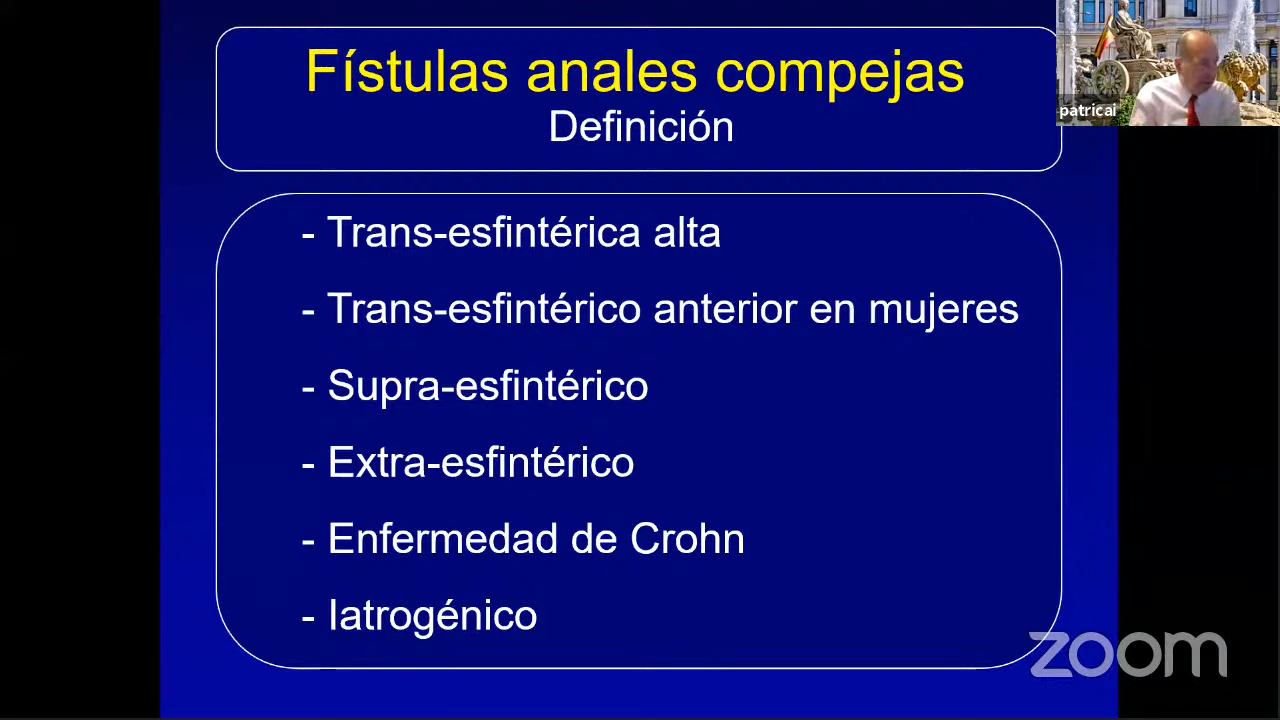 Fístulas anales compejas
Definición
patricai
- Trans-esfintérica alta
- Trans-esfintérico anterior en mujeres
- Supra-esfintérico
- Extra-esfintérico
- Enfermedad de Crohn
- Iatrogénico
zoom